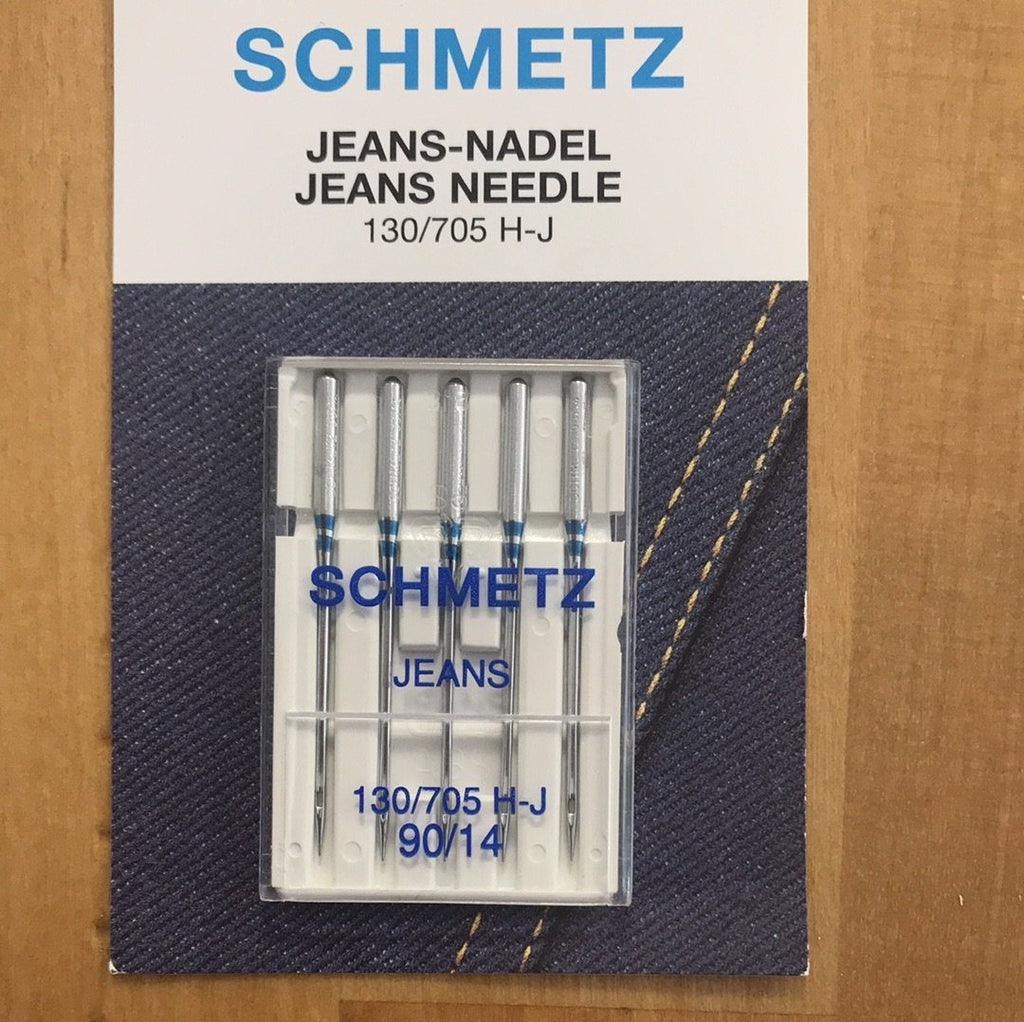 SCHMETZ
JEANS-NADEL
JEANS NEEDLE
130/705 H-J
SCHMETZ
JEANS
130/705 H-J
90/14